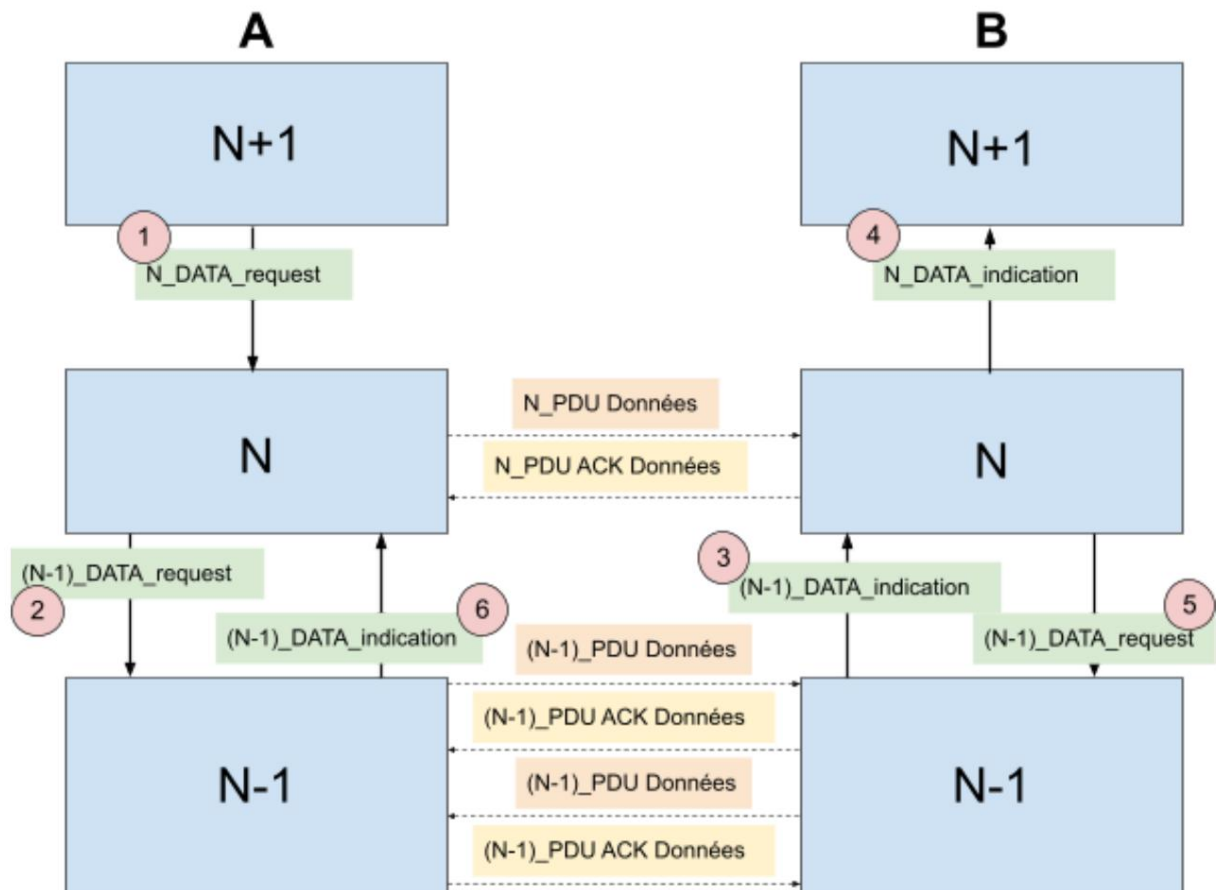 A
B
N+1
N+1
1
N_DATA_request
4
N_DATA_indication
N
N_PDU Données
N_PDU ACK Données
N
(N-1)_DATA_request
2
(N-1)_DATA_indication
6
3
(N-1)_DATA_indication
5
(N-1)_DATA_request
N-1
(N-1)_PDU Données
(N-1)_PDU ACK Données
(N-1)_PDU Données
(N-1)_PDU ACK Données
N-1